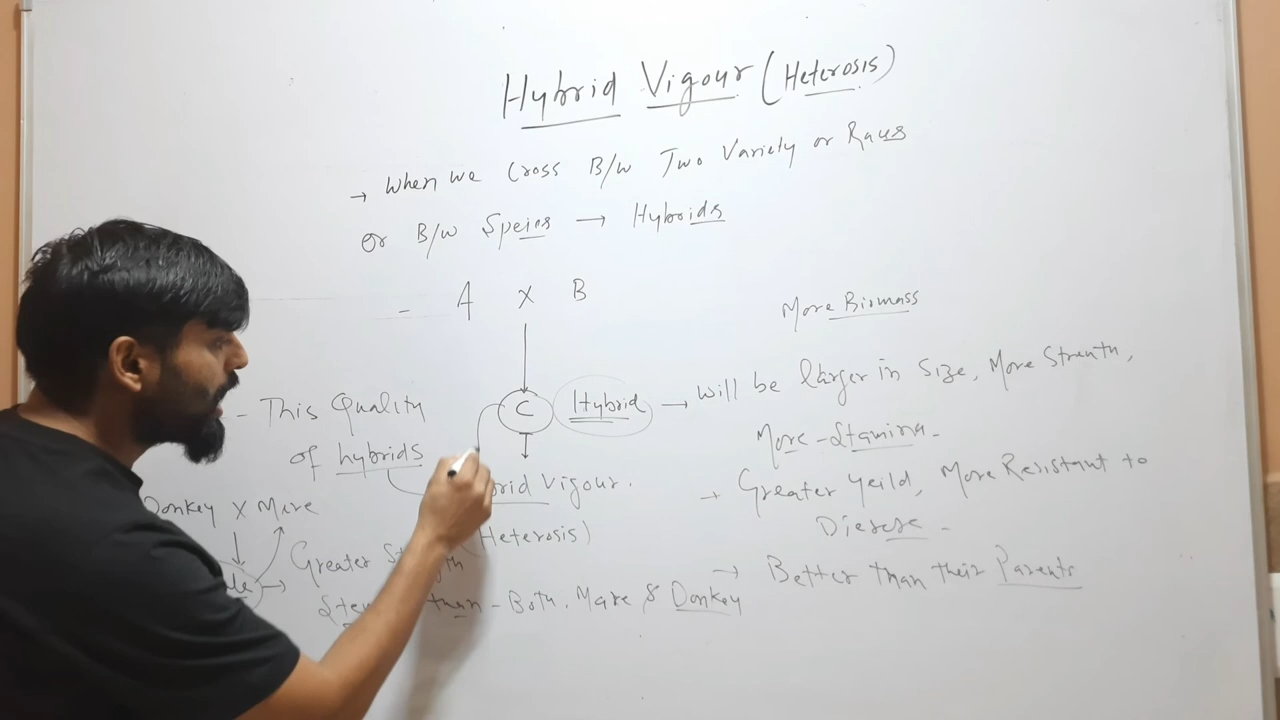 Hybrid Vigour (Heterosis)
→ When we Cross B/w Two Variety or Races
or B/w Speies → Hybrids
- A X B
More Biomass
C Hybrid → Will be larger in Size, More Strenth,
More - Stamina -
- This Quality
of hybrids
rid Vigour.
(Heterosis)
→ Greater Yeild, More Resistant to
Diesese -
Donkey X Mare
→ Greater
than - Both. Mare & Donkey
→ Better than their Parents